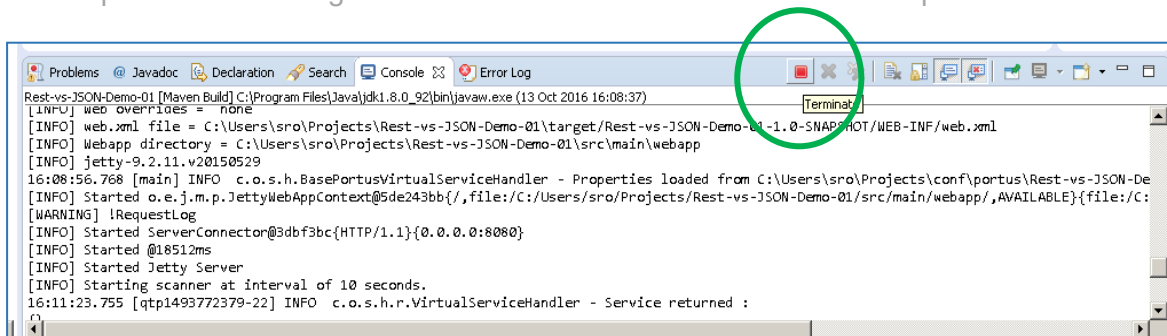 Problems @ Javadoc Declaration Search Console Error Log
Rest-vs-JSON-Demo-01 [Maven Build] C:\Program Files\Java\jdk1.8.0_92\bin\javaw.exe (13 Oct 2016 16:08:37)
Terminate
[INFO] web overrides = none
[INFO] web.xml file = C:\Users\sro\Projects\Rest-vs-JSON-Demo-01\target/Rest-vs-JSON-Demo-01-1.0-SNAPSHOT/WEB-INF/web.xml
[INFO] Webapp directory = C:\Users\sro\Projects\Rest-vs-JSON-Demo-01\src\main\webapp
[INFO] jetty-9.2.11.v20150529
16:08:56.768 [main] INFO c.o.s.h.BasePortusVirtualServiceHandler - Properties loaded from C:\Users\sro\Projects\conf\portus\Rest-vs-JSON-De
[INFO] Started o.e.j.m.p.JettyWebAppContext@5de243bb{/,file:/C:/Users/sro/Projects/Rest-vs-JSON-Demo-01/src/main/webapp/,AVAILABLE}{file:/C:
[WARNING] !RequestLog
[INFO] Started ServerConnector@3dbf3bc{HTTP/1.1}{0.0.0.0:8080}
[INFO] Started @18512ms
[INFO] Started Jetty Server
[INFO] Starting scanner at interval of 10 seconds.
16:11:23.755 [qtp1493772379-22] INFO c.o.s.h.r.VirtualServiceHandler - Service returned :